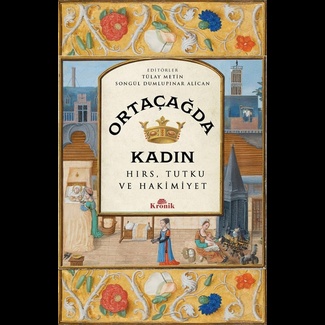 EDİTÖRLER
TÜLAY METİN
SONGÜL DUMLUPINAR ALİCAN
ORTAÇAĞDA
KADIN
HIRS, TUTKU
VE HAKİMİYET
Kronik